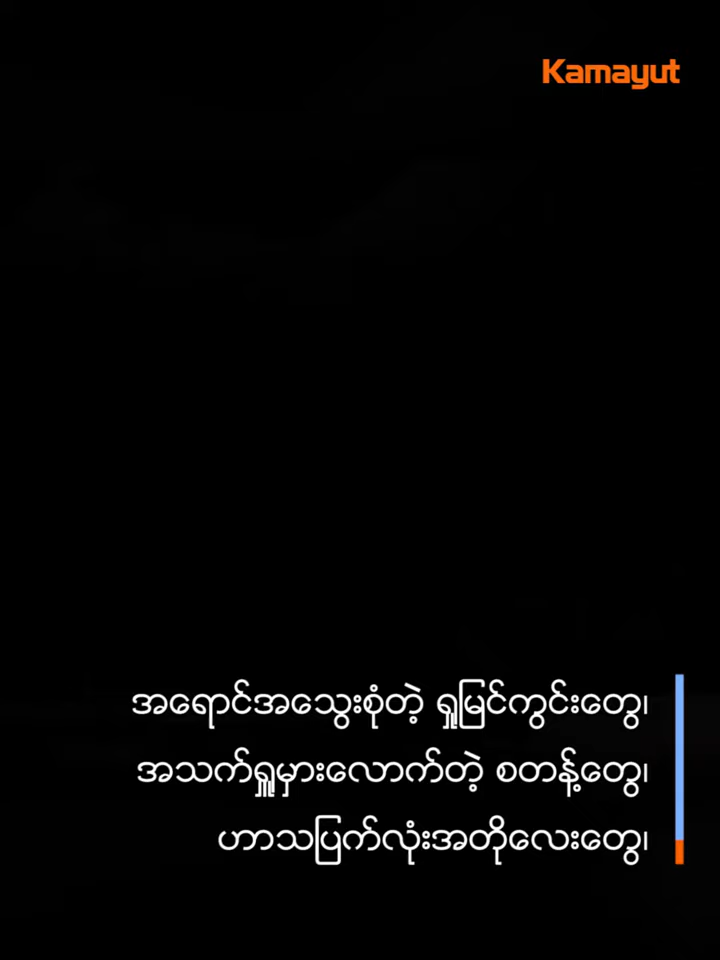 Kamayut
အရောင်အသွေးစုံတဲ့ ရှုမြင်ကွင်းတွေ၊
အသက်ရှူမှားလောက်တဲ့ စတန့်တွေ၊
ဟာသပြက်လုံးအတိုလေးတွေ၊